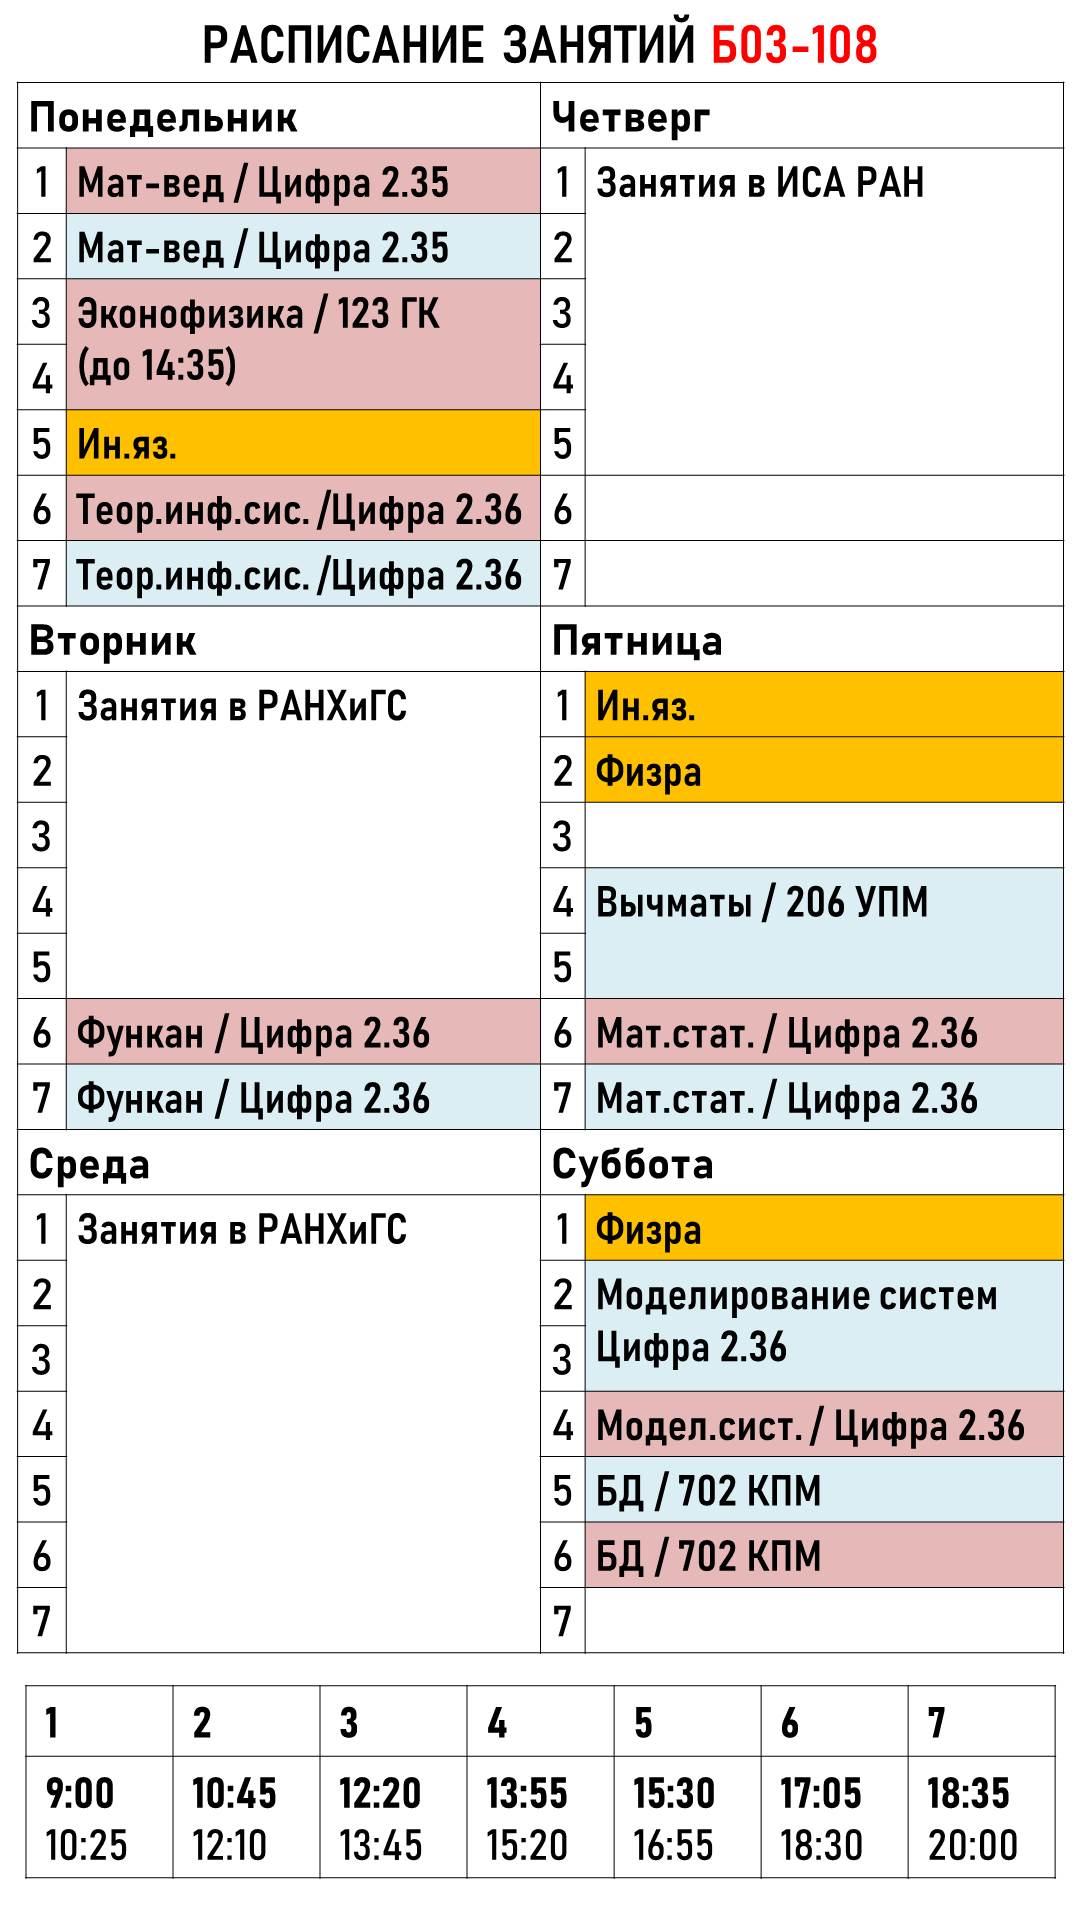 РАСПИСАНИЕ ЗАНЯТИЙ Б03-108
Понедельник
1 Мат-вед / Цифра 2.35
2 Мат-вед / Цифра 2.35
3 Эконофизика / 123 ГК
(до 14:35)
4
5 Ин.яз.
6 Теор.инф.сис. /Цифра 2.36
7 Теор.инф.сис. /Цифра 2.36
Вторник
1 Занятия в РАНХиГС
2
3
4
5
6 Функан / Цифра 2.36
7 Функан / Цифра 2.36
Среда
1 Занятия в РАНХиГС
2
3
4
5
6
7
Четверг
1 Занятия в ИСА РАН
2
3
4
5
6
7
Пятница
1 Ин.яз.
2 Физра
3
4 Вычматы / 206 УПМ
5
6 Мат.стат. / Цифра 2.36
7 Мат.стат. / Цифра 2.36
Суббота
1 Физра
2 Моделирование систем
Цифра 2.36
3
4 Модел.сист. / Цифра 2.36
5 БД / 702 КПМ
6 БД / 702 КПМ
7
1 2 3 4 5 6 7
9:00 10:45 12:20 13:55 15:30 17:05 18:35
10:25 12:10 13:45 15:20 16:55 18:30 20:00